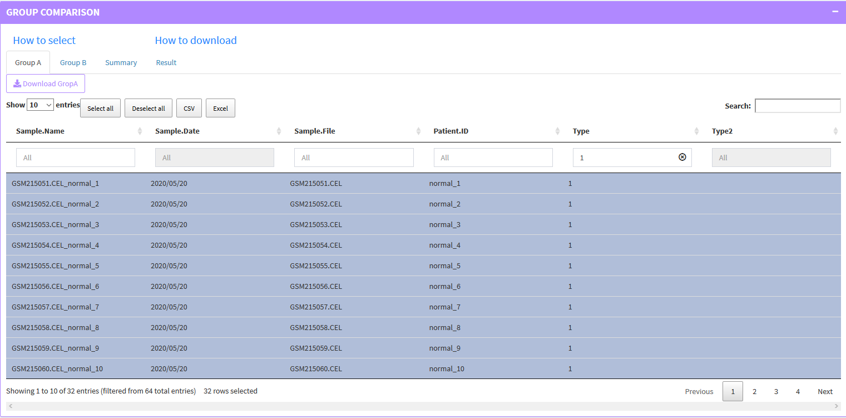 GROUP COMPARISON
How to select How to download
Group A Group B Summary Result
Download GropA
Show 10 entries Select all Deselect all CSV Excel Search:
Sample.Name Sample.Date Sample.File Patient.ID Type Type2
All All All All 1 All
GSM215051.CEL_normal_1 2020/05/20 GSM215051.CEL normal_1 1
GSM215052.CEL_normal_2 2020/05/20 GSM215052.CEL normal_2 1
GSM215053.CEL_normal_3 2020/05/20 GSM215053.CEL normal_3 1
GSM215054.CEL_normal_4 2020/05/20 GSM215054.CEL normal_4 1
GSM215055.CEL_normal_5 2020/05/20 GSM215055.CEL normal_5 1
GSM215056.CEL_normal_6 2020/05/20 GSM215056.CEL normal_6 1
GSM215057.CEL_normal_7 2020/05/20 GSM215057.CEL normal_7 1
GSM215058.CEL_normal_8 2020/05/20 GSM215058.CEL normal_8 1
GSM215059.CEL_normal_9 2020/05/20 GSM215059.CEL normal_9 1
GSM215060.CEL_normal_10 2020/05/20 GSM215060.CEL normal_10 1
Showing 1 to 10 of 32 entries (filtered from 64 total entries) 32 rows selected Previous 1 2 3 4 Next